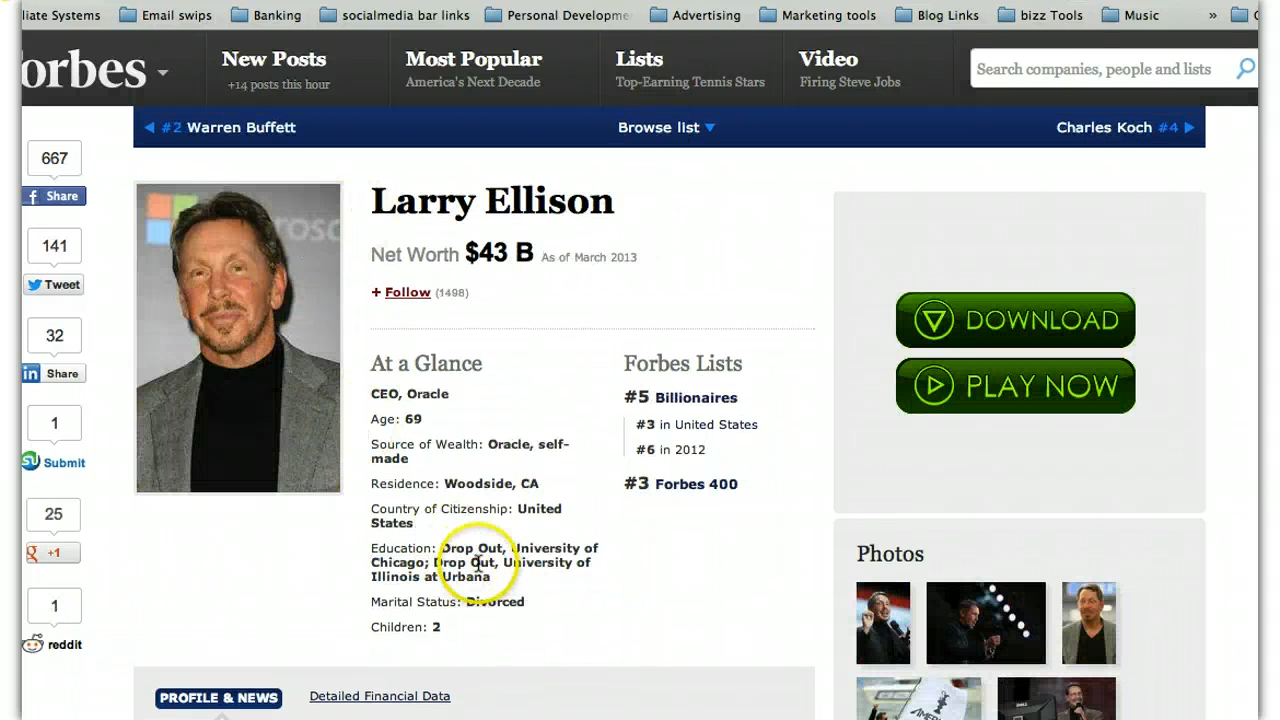 liate Systems Email swips Banking socialmedia bar links Personal Developme Advertising Marketing tools Blog Links bizz Tools Music »
orbes New Posts Most Popular Lists Video Search companies, people and lists
+14 posts this hour America's Next Decade Top-Earning Tennis Stars Firing Steve Jobs
#2 Warren Buffett Browse list Charles Koch #4
667
Share
141
Tweet
32
in Share
1
Submit
25
g +1
1
reddit
Larry Ellison
Net Worth $43 B As of March 2013
+ Follow (1498)
At a Glance
CEO, Oracle
Age: 69
Source of Wealth: Oracle, self-
made
Residence: Woodside, CA
Country of Citizenship: United
States
Education: Drop Out, University of
Chicago; Drop Out, University of
Illinois at Urbana
Marital Status: Divorced
Children: 2
Forbes Lists
#5 Billionaires
#3 in United States
#6 in 2012
#3 Forbes 400
DOWNLOAD
PLAY NOW
Photos
PROFILE & NEWS Detailed Financial Data